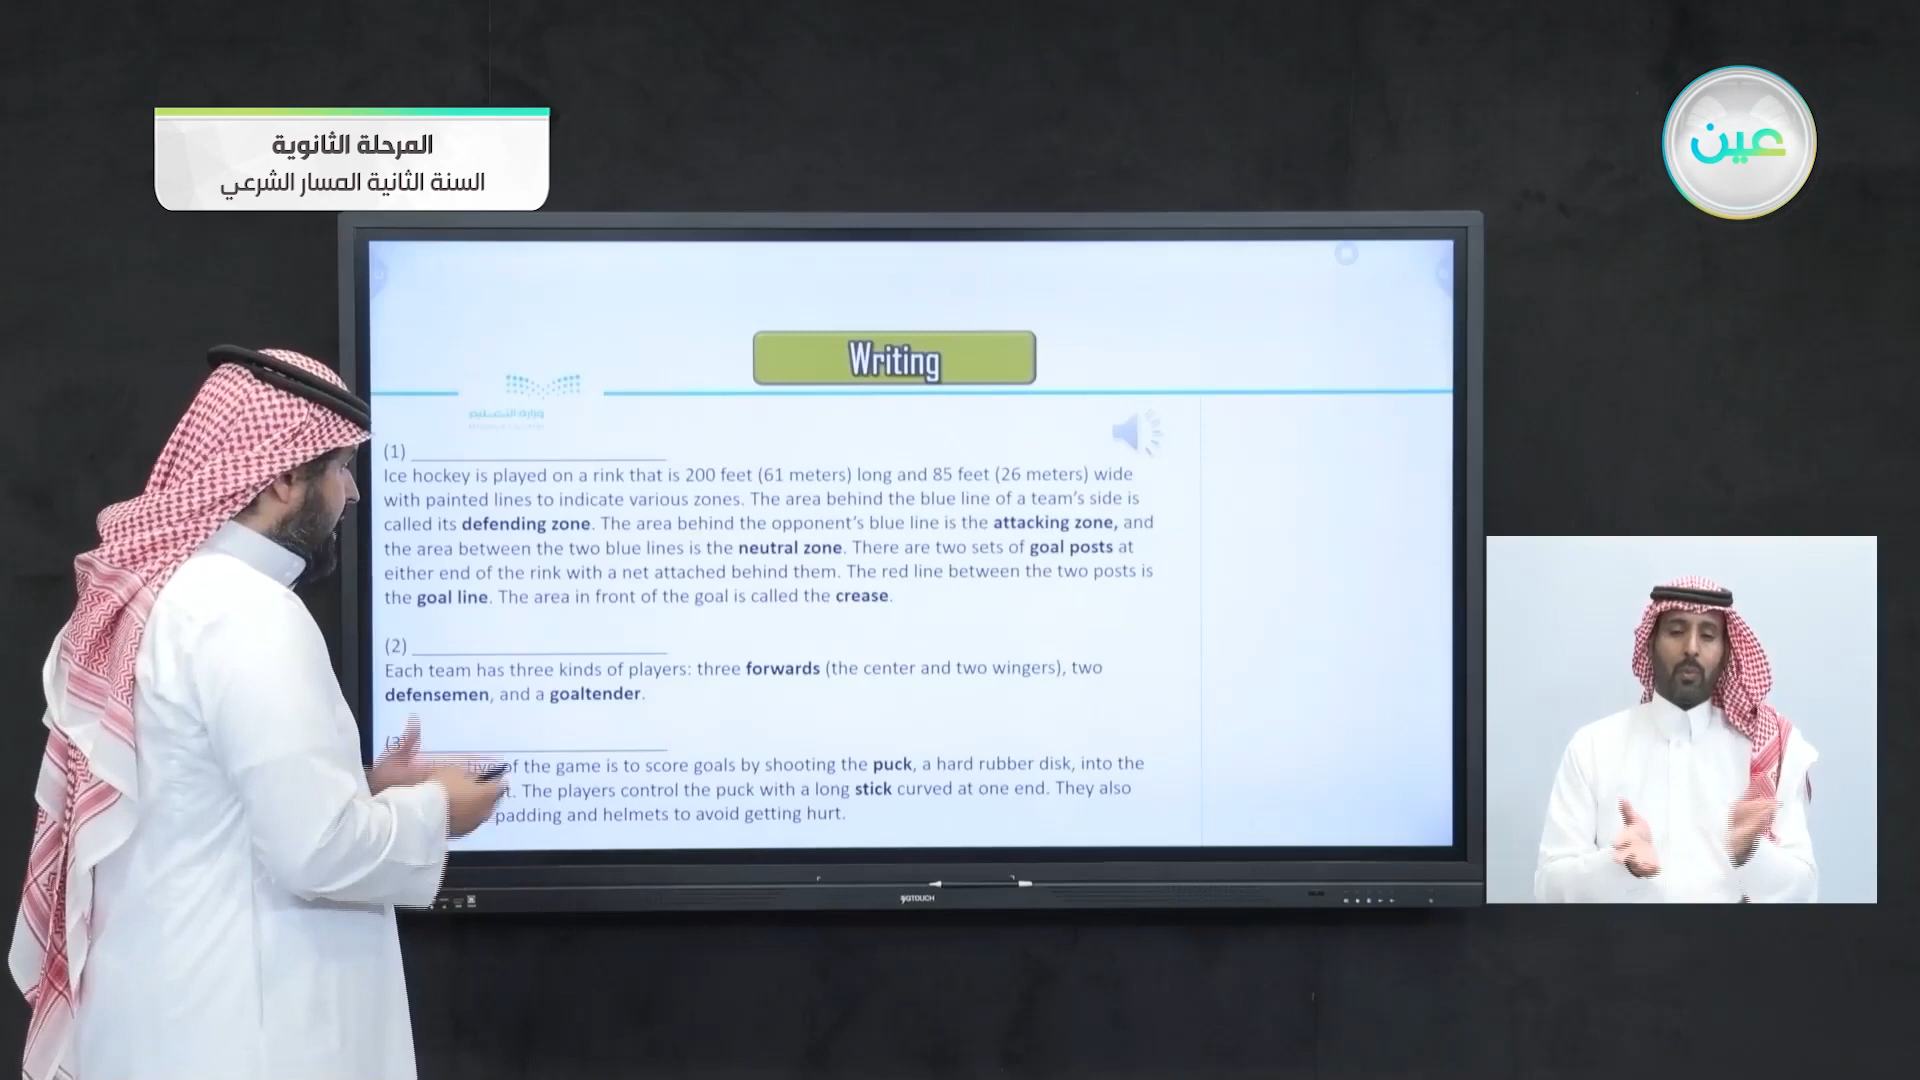 المرحلة الثانوية
السنة الثانية المسار الشرعي
عين
Writing
وزارة التعليم
(1)
Ice hockey is played on a rink that is 200 feet (61 meters) long and 85 feet (26 meters) wide
with painted lines to indicate various zones. The area behind the blue line of a team's side is
called its defending zone. The area behind the opponent's blue line is the attacking zone, and
the area between the two blue lines is the neutral zone. There are two sets of goal posts at
either end of the rink with a net attached behind them. The red line between the two posts is
the goal line. The area in front of the goal is called the crease.
(2)
Each team has three kinds of players: three forwards (the center and two wingers), two
defensemen, and a goaltender.
(3
of the game is to score goals by shooting the puck, a hard rubber disk, into the
The players control the puck with a long stick curved at one end. They also
padding and helmets to avoid getting hurt.